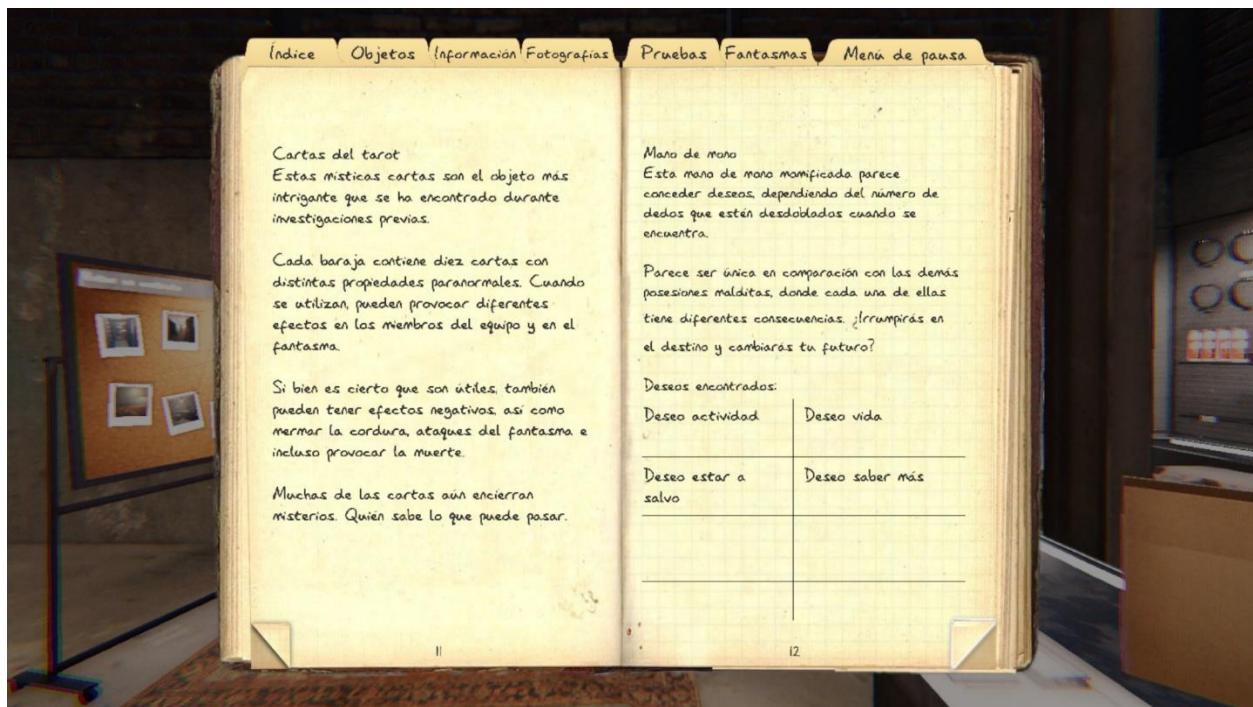 Índice
Objetos
Información
Fotografías
Pruebas
Fantasmas
Menú de pausa
Cartas del tarot
Estas místicas cartas son el objeto más
intrigante que se ha encontrado durante
investigaciones previas.
Cada baraja contiene diez cartas con
distintas propiedades paranormales. Cuando
se utilizan, pueden provocar diferentes
efectos en los miembros del equipo y en el
fantasma.
Si bien es cierto que son útiles, también
pueden tener efectos negativos, así como
mermar la cordura, ataques del fantasma e
incluso provocar la muerte.
Muchas de las cartas aún encierran
misterios. Quién sabe lo que puede pasar.
11
Mano de mono
Esta mano de mono momificada parece
conceder deseos, dependiendo del número de
dedos que estén desdoblados cuando se
encuentra.
Parece ser única en comparación con las demás
posesiones malditas, donde cada una de ellas
tiene diferentes consecuencias. ¿Irrumpirás en
el destino y cambiarás tu futuro?
Deseos encontrados:
Deseo actividad
Deseo vida
Deseo estar a
salvo
Deseo saber más
12